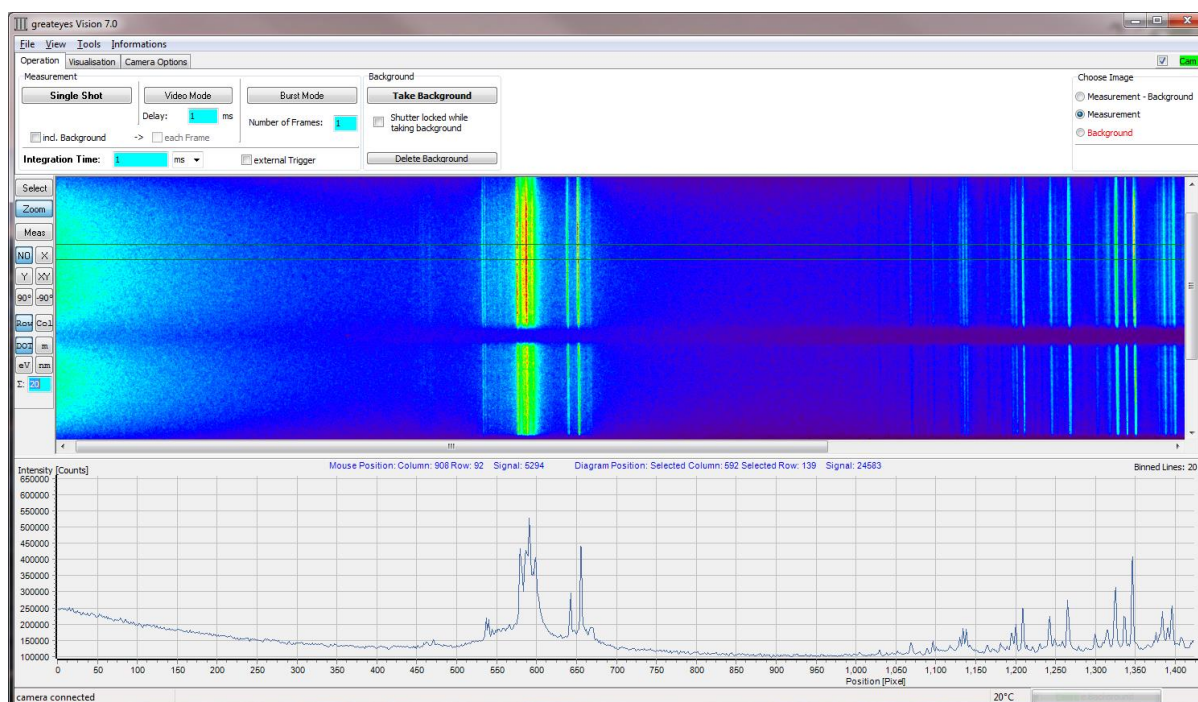 greateyes Vision 7.0
File View Tools Informations
Operation Visualisation Camera Options Cam
Measurement Background Choose Image
Single Shot Video Mode Burst Mode Take Background Measurement - Background
Delay: 1 ms Number of Frames: 1 Shutter locked while taking background Measurement
incl. Background -> each Frame Background
Integration Time: 1 ms external Trigger Delete Background
Select
Zoom
Meas
NO X
Y XY
90° -90°
Row Col
DOT m
eV nm
Σ: 20
Intensity [Counts] Mouse Position: Column: 908 Row: 92 Signal: 5294 Diagram Position: Selected Column: 592 Selected Row: 139 Signal: 24583 Binned Lines: 20
650000
600000
550000
500000
450000
400000
350000
300000
250000
200000
150000
100000
0 50 100 150 200 250 300 350 400 450 500 550 600 650 700 750 800 850 900 950 1,000 1,050 1,100 1,150 1,200 1,250 1,300 1,350 1,400
Position [Pixel]
camera connected 20°C